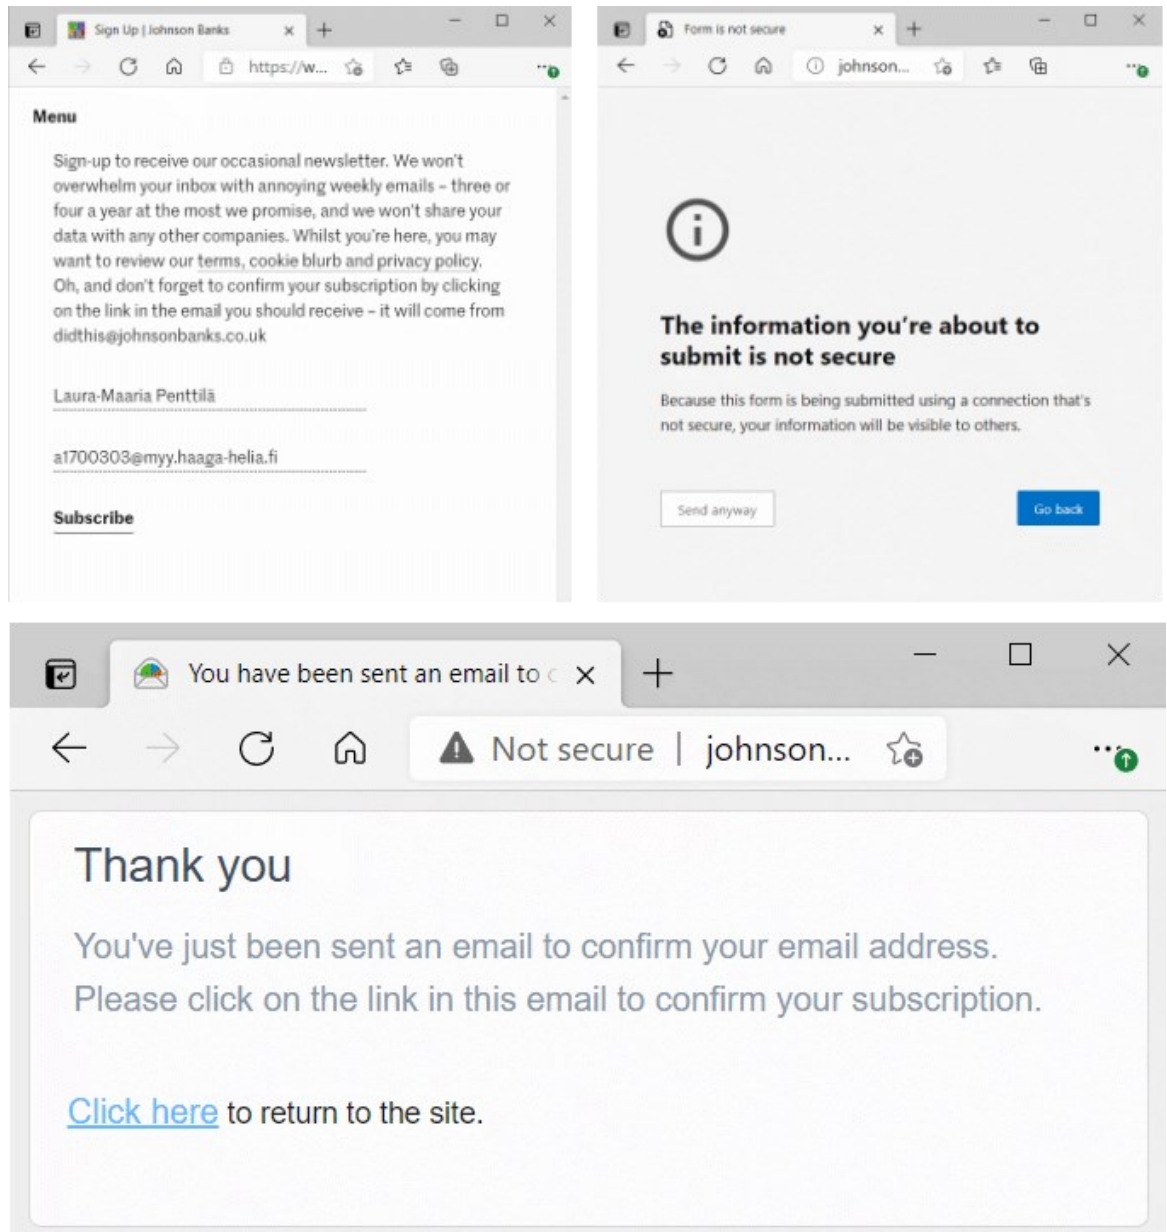 Sign Up | Johnson Banks
https://w...
Menu
Sign-up to receive our occasional newsletter. We won't
overwhelm your inbox with annoying weekly emails – three or
four a year at the most we promise, and we won't share your
data with any other companies. Whilst you're here, you may
want to review our terms, cookie blurb and privacy policy.
Oh, and don't forget to confirm your subscription by clicking
on the link in the email you should receive – it will come from
didthis@johnsonbanks.co.uk
Laura-Maaria Penttilä
a1700303@myy.haaga-helia.fi
Subscribe
Form is not secure
johnson...
The information you're about to
submit is not secure
Because this form is being submitted using a connection that's
not secure, your information will be visible to others.
Send anyway
Go back
You have been sent an email to c
Not secure | johnson...
Thank you
You've just been sent an email to confirm your email address.
Please click on the link in this email to confirm your subscription.
Click here to return to the site.